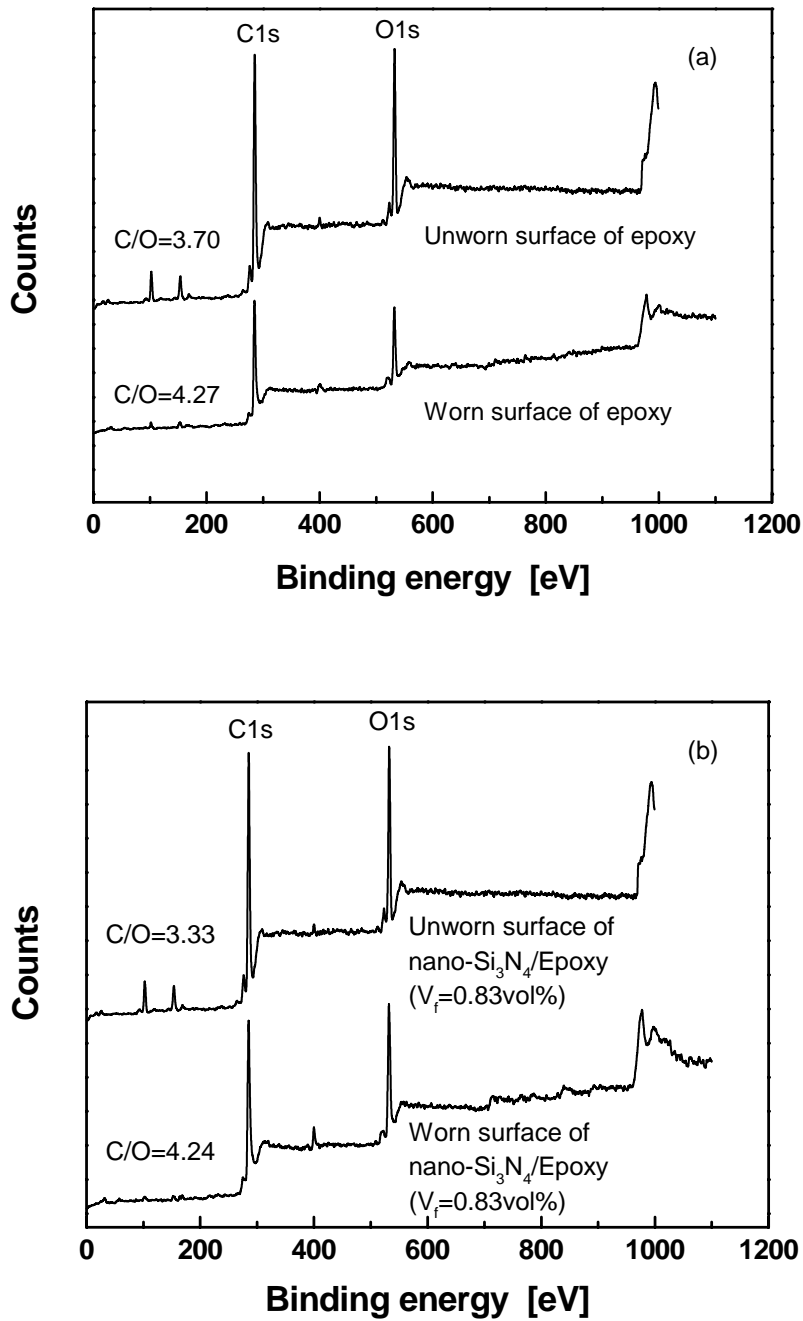 C1s
O1s
(a)
C/O=3.70
Unworn surface of epoxy
C/O=4.27
Worn surface of epoxy
Counts
0 200 400 600 800 1000 1200
Binding energy [eV]
C1s
O1s
(b)
C/O=3.33
Unworn surface of
nano-Si₃N₄/Epoxy
(V_f=0.83vol%)
C/O=4.24
Worn surface of
nano-Si₃N₄/Epoxy
(V_f=0.83vol%)
Counts
0 200 400 600 800 1000 1200
Binding energy [eV]